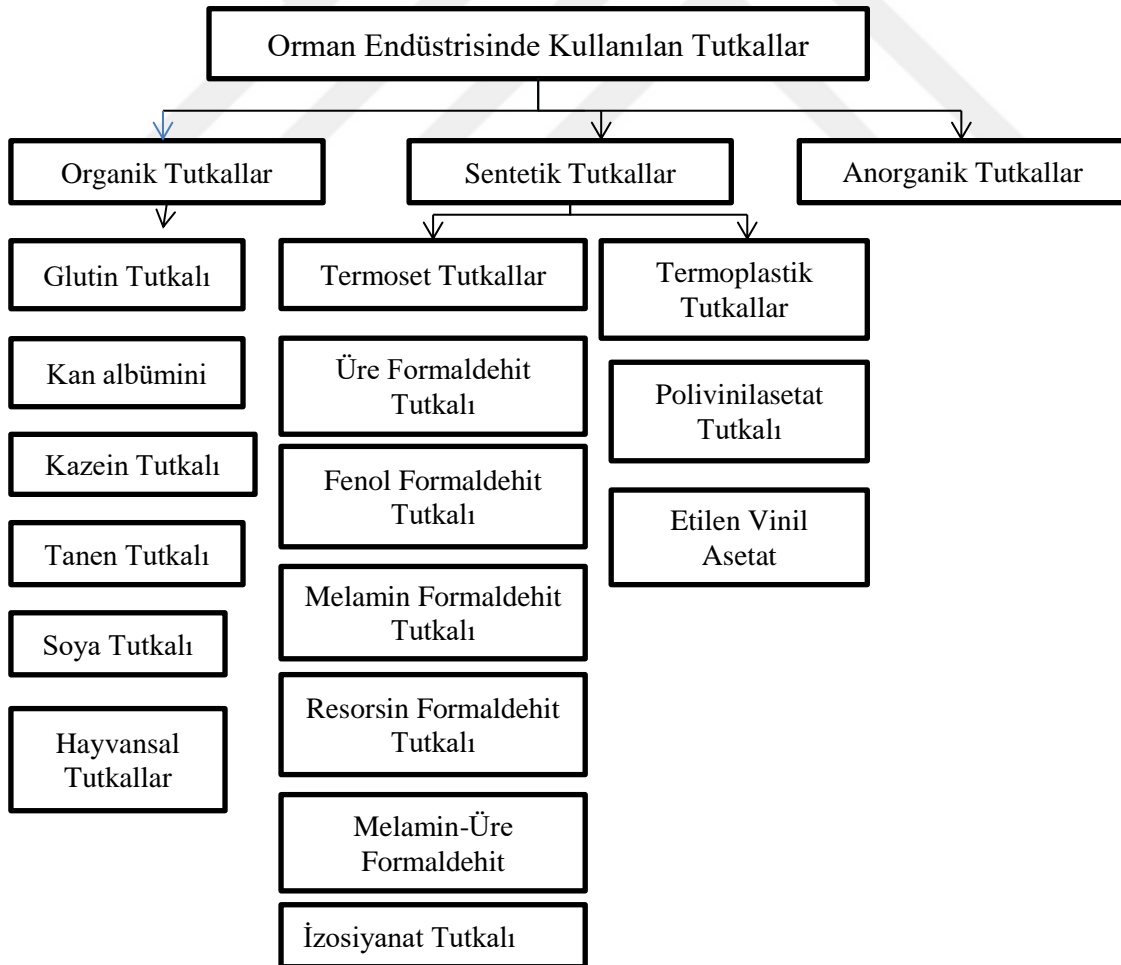 Orman Endüstrisinde Kullanılan Tutkallar
Organik Tutkallar
Sentetik Tutkallar
Anorganik Tutkallar
Glutin Tutkalı
Kan albümini
Kazein Tutkalı
Tanen Tutkalı
Soya Tutkalı
Hayvansal
Tutkallar
Termoset Tutkallar
Üre Formaldehit
Tutkalı
Fenol Formaldehit
Tutkalı
Melamin Formaldehit
Tutkalı
Resorsin Formaldehit
Tutkalı
Melamin-Üre
Formaldehit
İzosiyanat Tutkalı
Termoplastik
Tutkallar
Polivinilasetat
Tutkalı
Etilen Vinil
Asetat